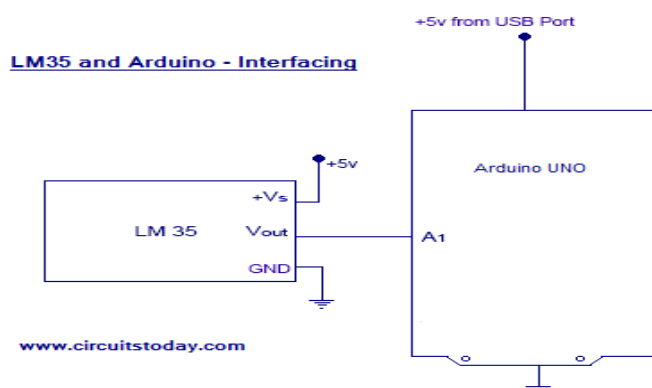 +5v from USB Port
LM35 and Arduino - Interfacing
+5v
Arduino UNO
+Vs
LM 35
Vout
A1
GND
www.circuitstoday.com